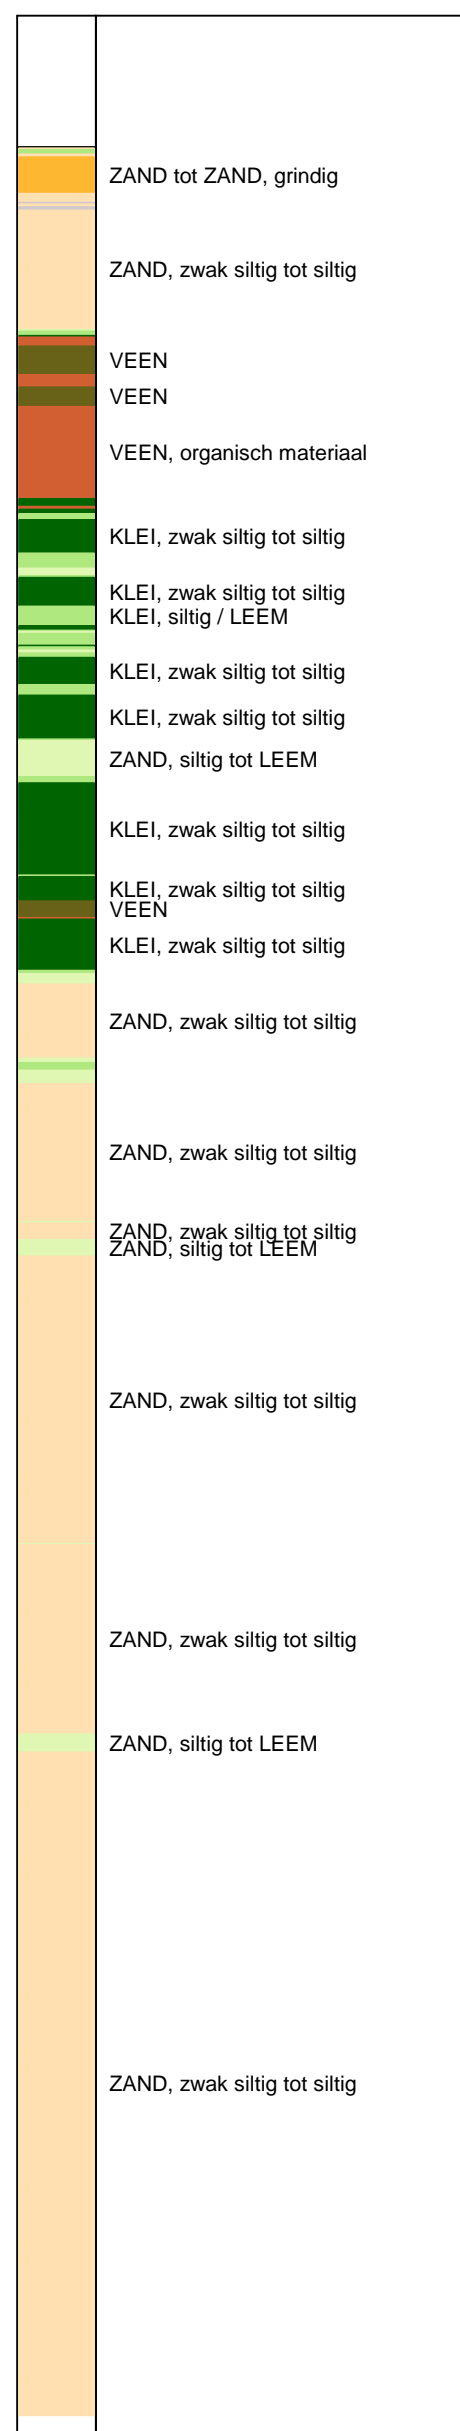 ZAND tot ZAND, grindig
ZAND, zwak siltig tot siltig
VEEN
VEEN
VEEN, organisch materiaal
KLEI, zwak siltig tot siltig
KLEI, zwak siltig tot siltig
KLEI, siltig / LEEM
KLEI, zwak siltig tot siltig
KLEI, zwak siltig tot siltig
ZAND, siltig tot LEEM
KLEI, zwak siltig tot siltig
KLEI, zwak siltig tot siltig
VEEN
KLEI, zwak siltig tot siltig
ZAND, zwak siltig tot siltig
ZAND, zwak siltig tot siltig
ZAND, zwak siltig tot siltig
ZAND, siltig tot LEEM
ZAND, zwak siltig tot siltig
ZAND, zwak siltig tot siltig
ZAND, siltig tot LEEM
ZAND, zwak siltig tot siltig